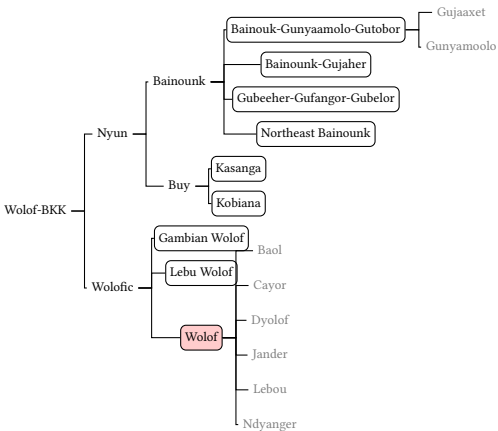 Gujaaxet
Bainouk-Gunyaamolo-Gutobor
Gunyamoolo
Bainounk-Gujaher
Bainounk
Gubeeher-Gufangor-Gubelor
Northeast Bainounk
Nyun
Kasanga
Buy
Kobiana
Wolof-BKK
Gambian Wolof
Baol
Lebu Wolof
Wolofic
Cayor
Dyolof
Wolof
Jander
Lebou
Ndyanger